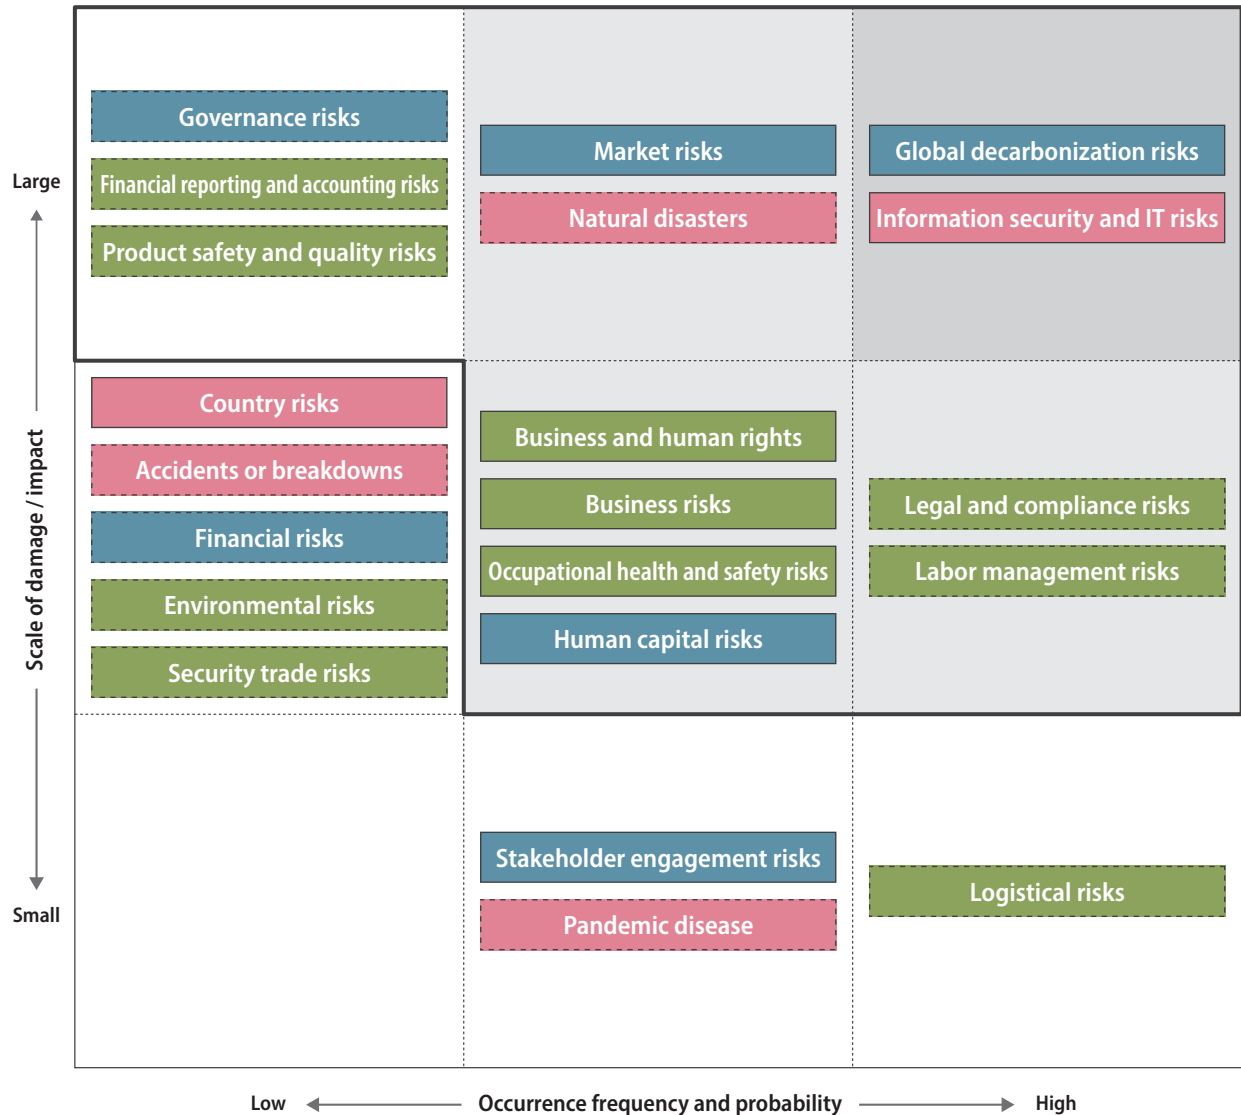 Governance risks
Financial reporting and accounting risks
Product safety and quality risks
Market risks
Natural disasters
Global decarbonization risks
Information security and IT risks
Large
Scale of damage / impact
Small
Country risks
Accidents or breakdowns
Financial risks
Environmental risks
Security trade risks
Business and human rights
Business risks
Occupational health and safety risks
Human capital risks
Legal and compliance risks
Labor management risks
Stakeholder engagement risks
Pandemic disease
Logistical risks
Low
Occurrence frequency and probability
High